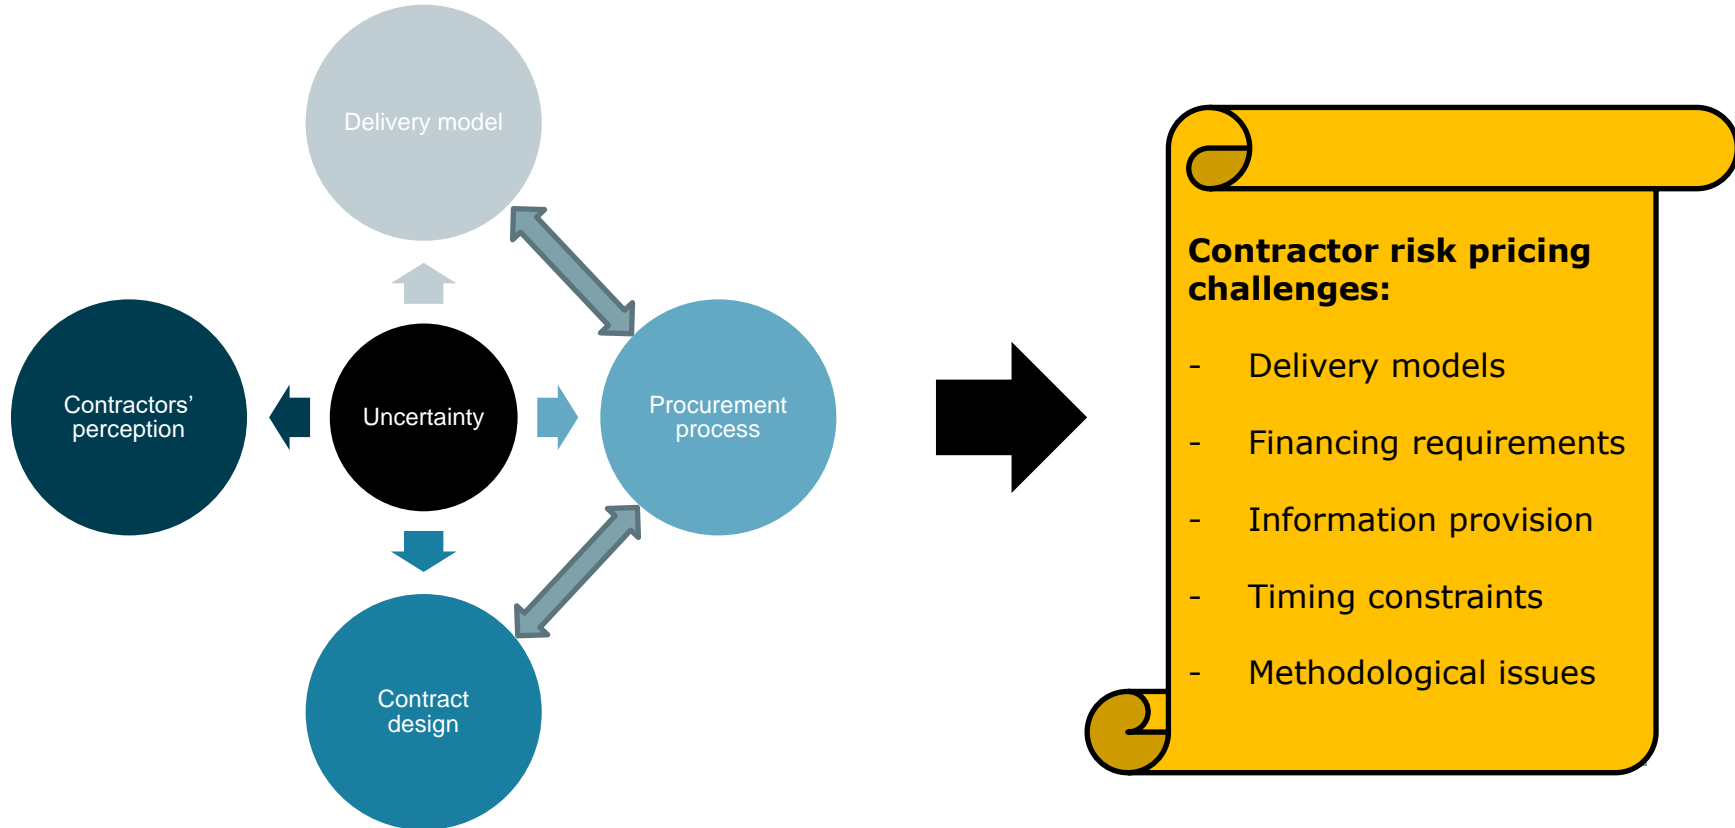 Delivery model
Contractors’
perception
Uncertainty
Procurement
process
Contract
design
Contractor risk pricing
challenges:
- Delivery models
- Financing requirements
- Information provision
- Timing constraints
- Methodological issues